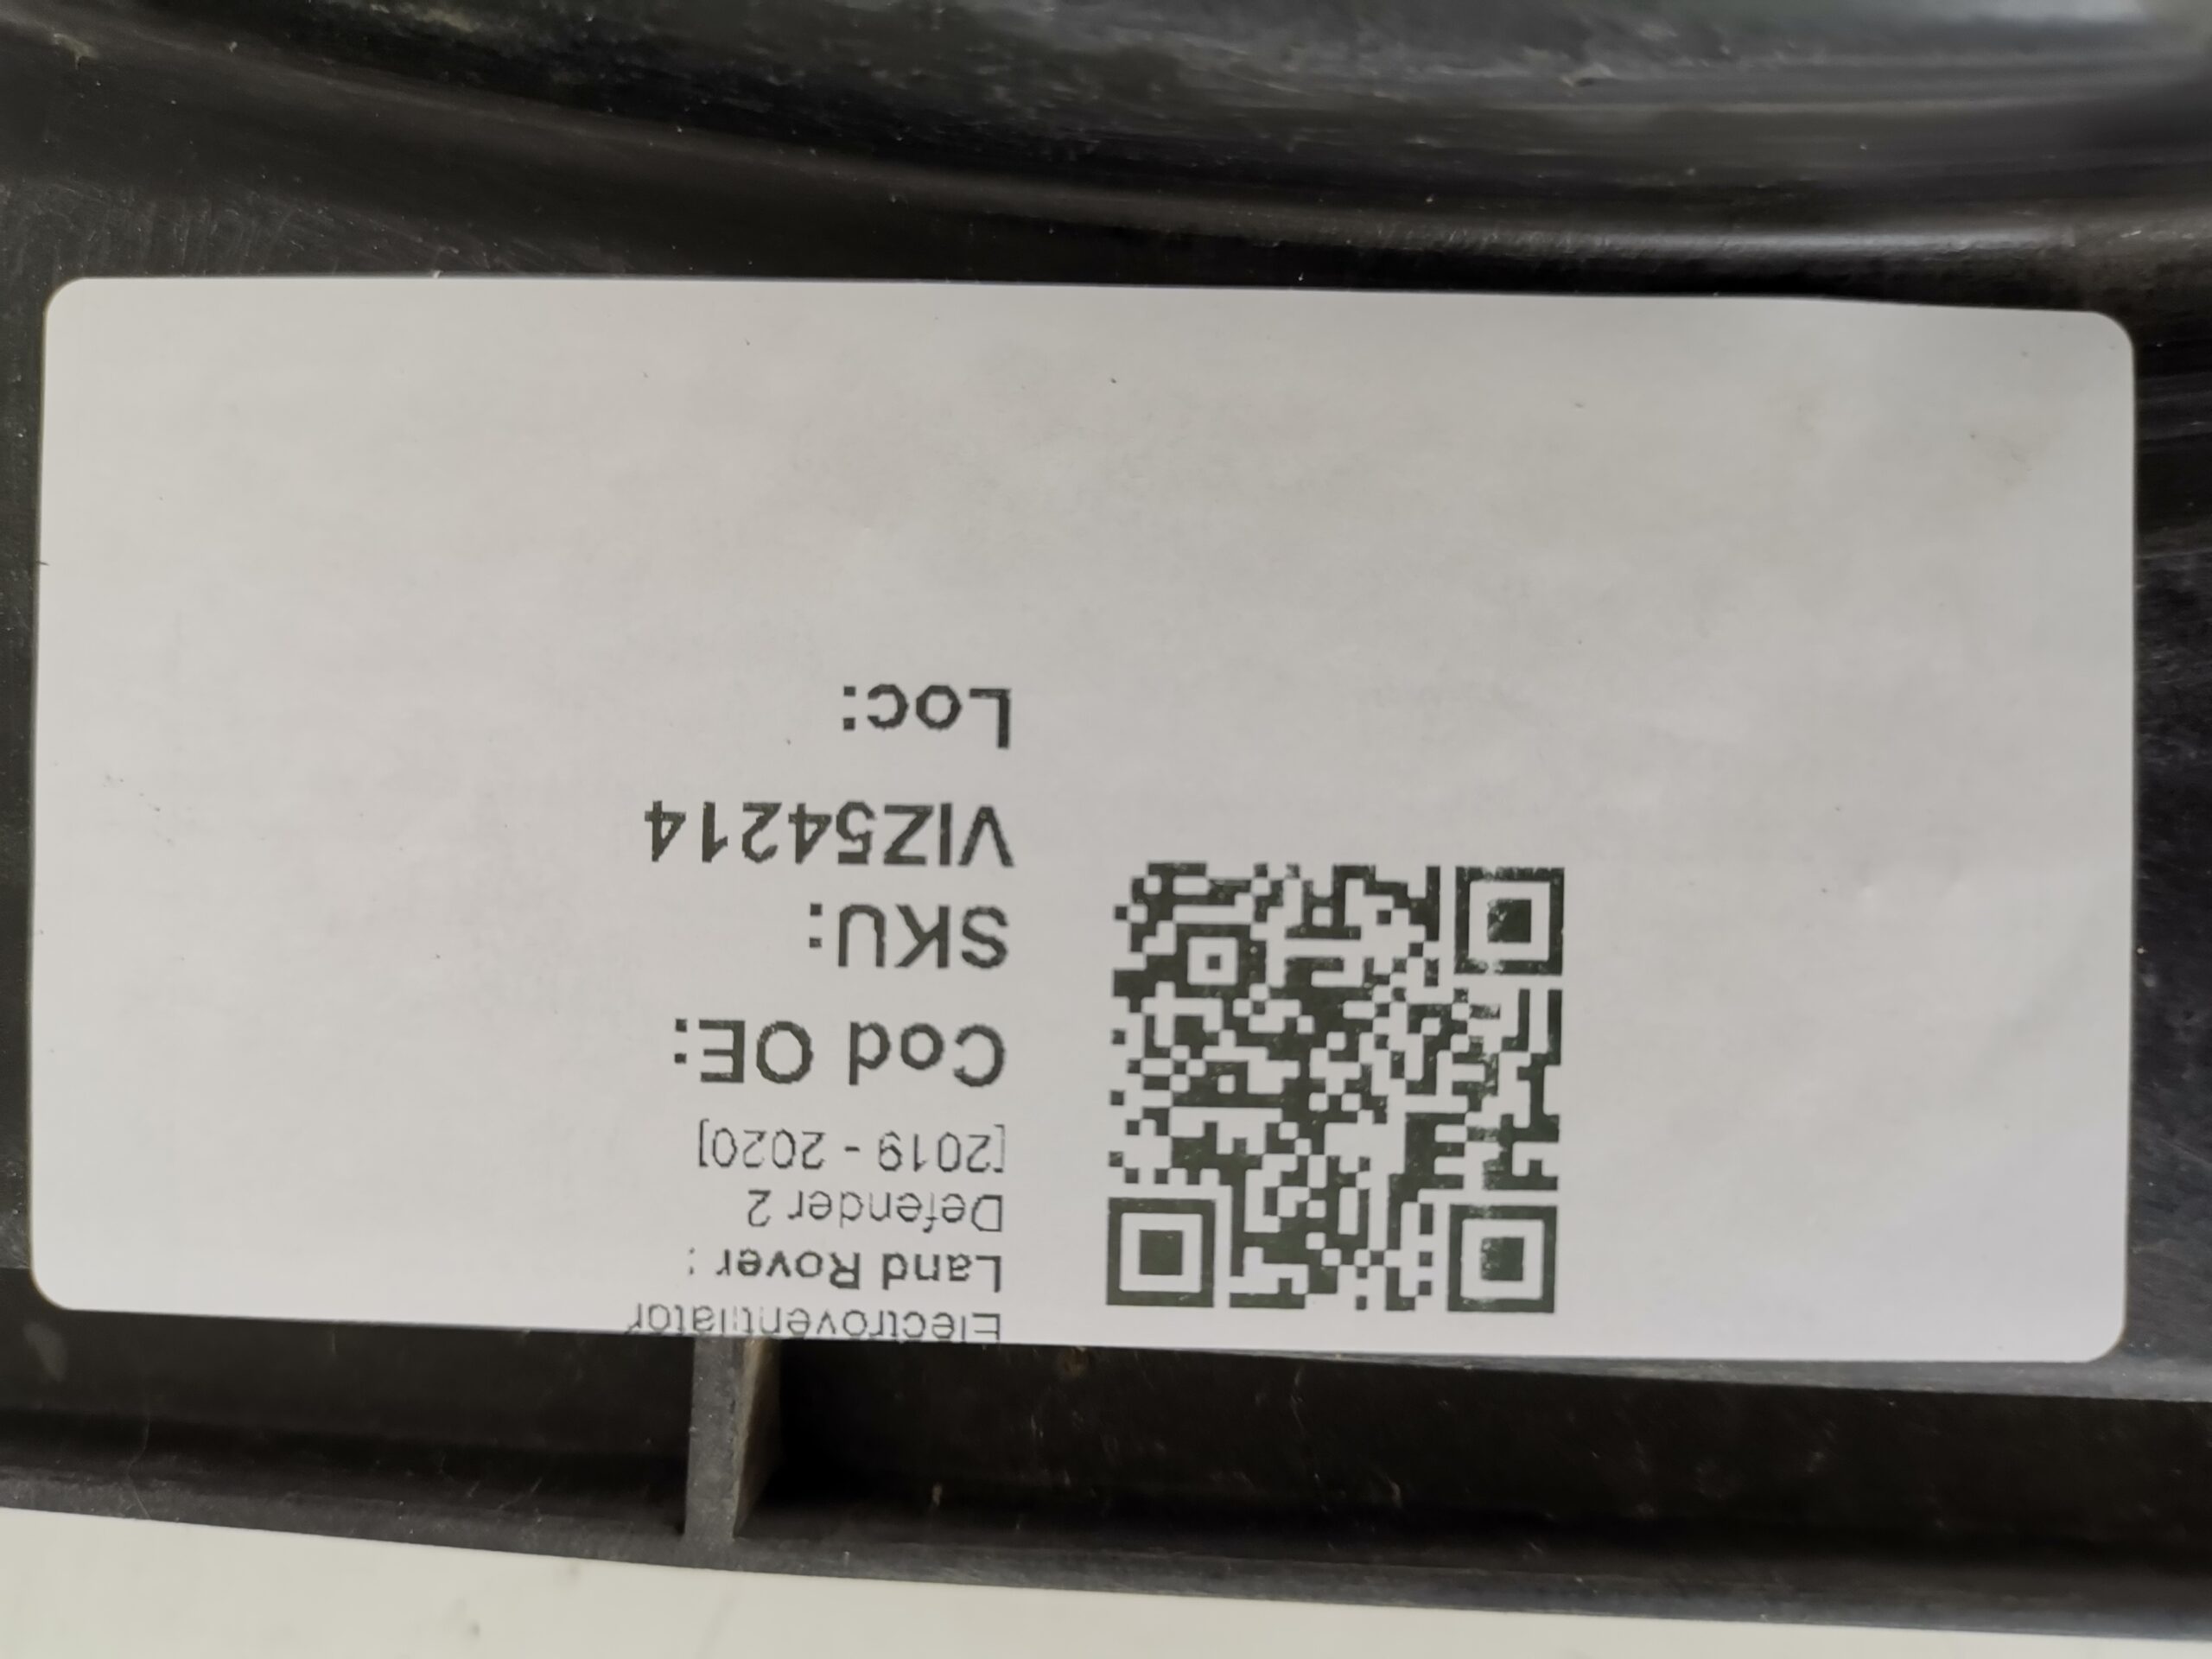 Electroventilator
Land Rover :
Defender 2
[2019 - 2020]
Cod OE:
SKU:
VIZ54214
Loc: